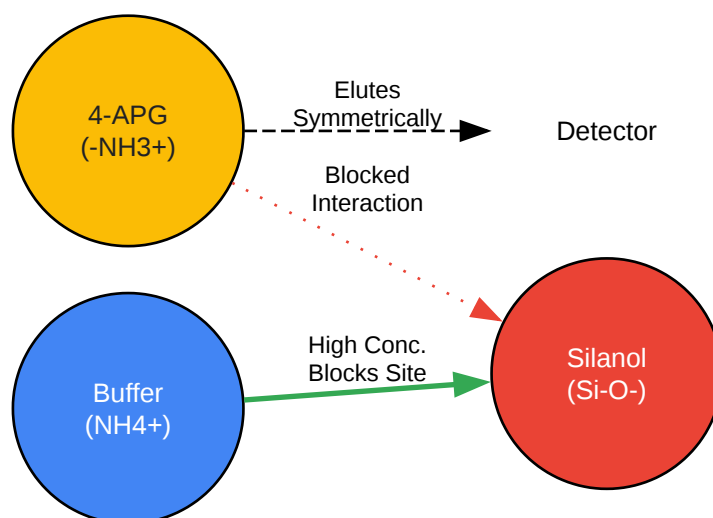 4-APG
(-NH3+)
Elutes
Symmetrically
Detector
Blocked
Interaction
High Conc.
Blocks Site
Buffer
(NH4+)
Silanol
(Si-O-)